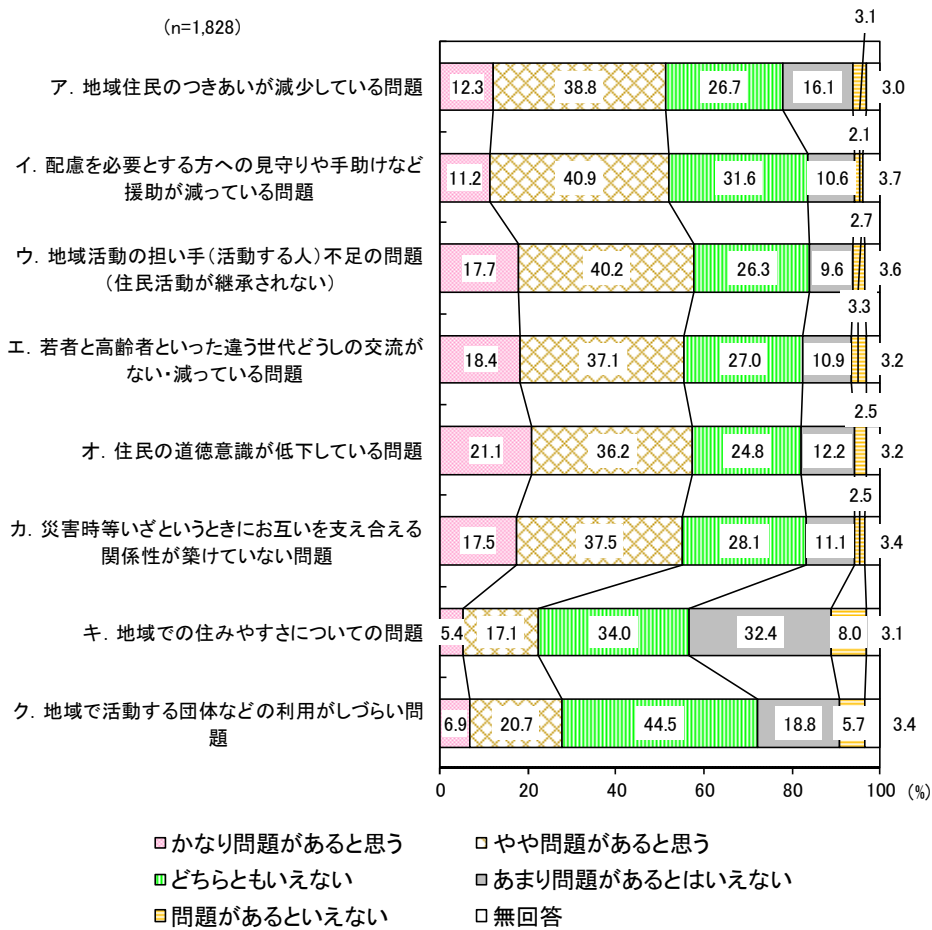 (n=1,828)
3.1
ア. 地域住民のつきあいが減少している問題
12.3 38.8 26.7 16.1 3.0
2.1
イ. 配慮を必要とする方への見守りや手助けなど
援助が減っている問題
11.2 40.9 31.6 10.6 3.7
2.7
ウ. 地域活動の担い手(活動する人)不足の問題
(住民活動が継承されない)
17.7 40.2 26.3 9.6 3.6
3.3
エ. 若者と高齢者といった違う世代どうしの交流が
ない・減っている問題
18.4 37.1 27.0 10.9 3.2
2.5
オ. 住民の道徳意識が低下している問題
21.1 36.2 24.8 12.2 3.2
2.5
カ. 災害時等いざというときにお互いを支え合える
関係性が築けていない問題
17.5 37.5 28.1 11.1 3.4
キ. 地域での住みやすさについての問題
5.4 17.1 34.0 32.4 8.0 3.1
ク. 地域で活動する団体などの利用がしづらい問
題
6.9 20.7 44.5 18.8 5.7 3.4
0 20 40 60 80 100 (%)
かなり問題があると思う やや問題があると思う
どちらともいえない あまり問題があるとはいえない
問題があるといえない 無回答